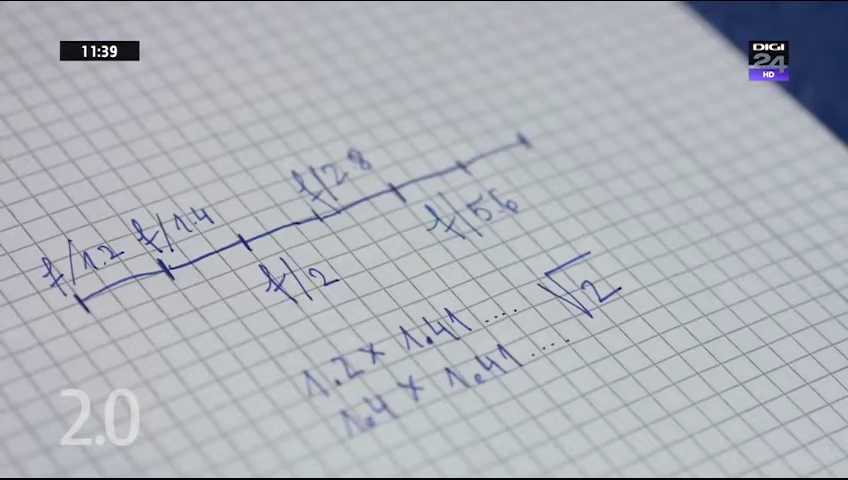 11:39
DIGI
24
HD
f/2.8
f/1.2 f/1.4
f/5.6
f/2
√2
1.2 × 1.41....
1.4 × 1.41....
2.0